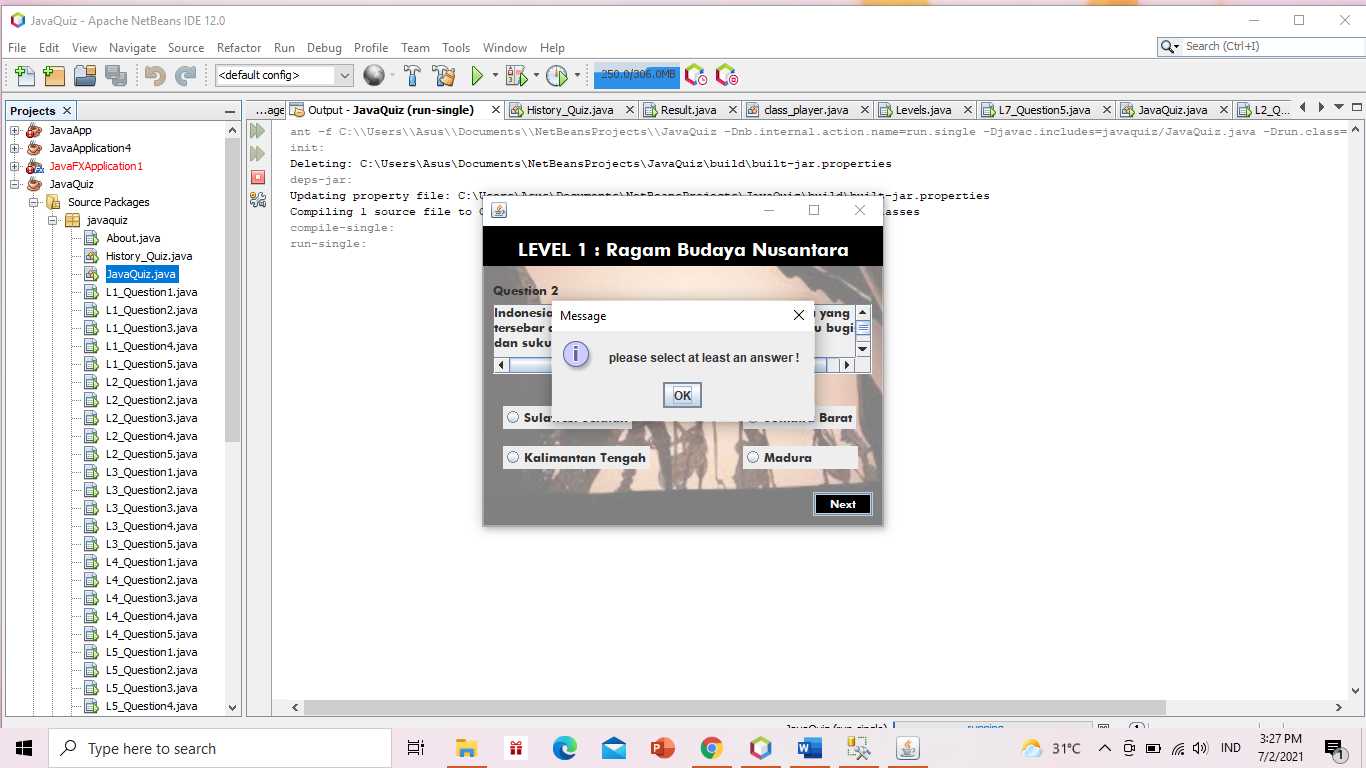 JavaQuiz - Apache NetBeans IDE 12.0
File Edit View Navigate Source Refactor Run Debug Profile Team Tools Window Help
Search (Ctrl+I)
<default config>
250.0/306.0MB
Projects
...age
Output - JavaQuiz (run-single)
History_Quiz.java
Result.java
class_player.java
Levels.java
L7_Question5.java
JavaQuiz.java
L2_Q...
JavaApp
JavaApplication4
JavaFXApplication1
JavaQuiz
Source Packages
javaquiz
About.java
History_Quiz.java
JavaQuiz.java
L1_Question1.java
L1_Question2.java
L1_Question3.java
L1_Question4.java
L1_Question5.java
L2_Question1.java
L2_Question2.java
L2_Question3.java
L2_Question4.java
L2_Question5.java
L3_Question1.java
L3_Question2.java
L3_Question3.java
L3_Question4.java
L3_Question5.java
L4_Question1.java
L4_Question2.java
L4_Question3.java
L4_Question4.java
L4_Question5.java
L5_Question1.java
L5_Question2.java
L5_Question3.java
L5_Question4.java
ant -f C:\\Users\\Asus\\Documents\\NetBeansProjects\\JavaQuiz -Dnb.internal.action.name=run.single -Djavac.includes=javaquiz/JavaQuiz.java -Drun.class=
init:
Deleting: C:\Users\Asus\Documents\NetBeansProjects\JavaQuiz\build\built-jar.properties
deps-jar:
Updating property file: C:\Users\Asus\Documents\NetBeansProjects\JavaQuiz\build\built-jar.properties
Compiling 1 source file to
compile-single:
run-single:
LEVEL 1 : Ragam Budaya Nusantara
Question 2
Indonesia yang
tersebar bugis
dan suku
Message
please select at least an answer !
OK
Barat
Kalimantan Tengah
Madura
Next
JavaQuiz (run-single)
running...
Type here to search
31°C
IND
3:27 PM
7/2/2021
1